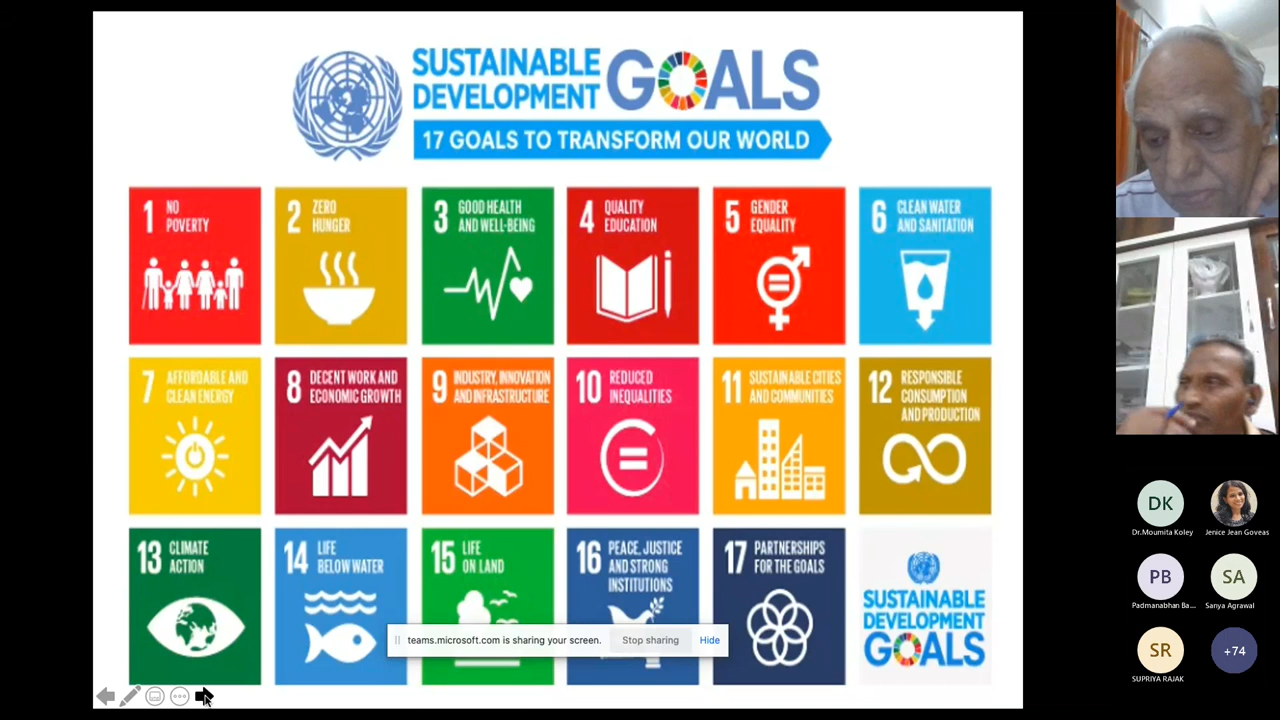 SUSTAINABLE
DEVELOPMENT
GOALS
17 GOALS TO TRANSFORM OUR WORLD
1 NO
POVERTY
2 ZERO
HUNGER
3 GOOD HEALTH
AND WELL-BEING
4 QUALITY
EDUCATION
5 GENDER
EQUALITY
6 CLEAN WATER
AND SANITATION
7 AFFORDABLE AND
CLEAN ENERGY
8 DECENT WORK AND
ECONOMIC GROWTH
9 INDUSTRY, INNOVATION
AND INFRASTRUCTURE
10 REDUCED
INEQUALITIES
11 SUSTAINABLE CITIES
AND COMMUNITIES
12 RESPONSIBLE
CONSUMPTION
AND PRODUCTION
13 CLIMATE
ACTION
14 LIFE
BELOW WATER
15 LIFE
ON LAND
16 PEACE, JUSTICE
AND STRONG
INSTITUTIONS
17 PARTNERSHIPS
FOR THE GOALS
SUSTAINABLE
DEVELOPMENT
GOALS
teams.microsoft.com is sharing your screen.
Stop sharing
Hide
DK
Dr.Moumita Koley
Jenice Jean Goveas
PB
Padmanabhan Ba...
SA
Sanya Agrawal
SR
SUPRIYA RAJAK
+74